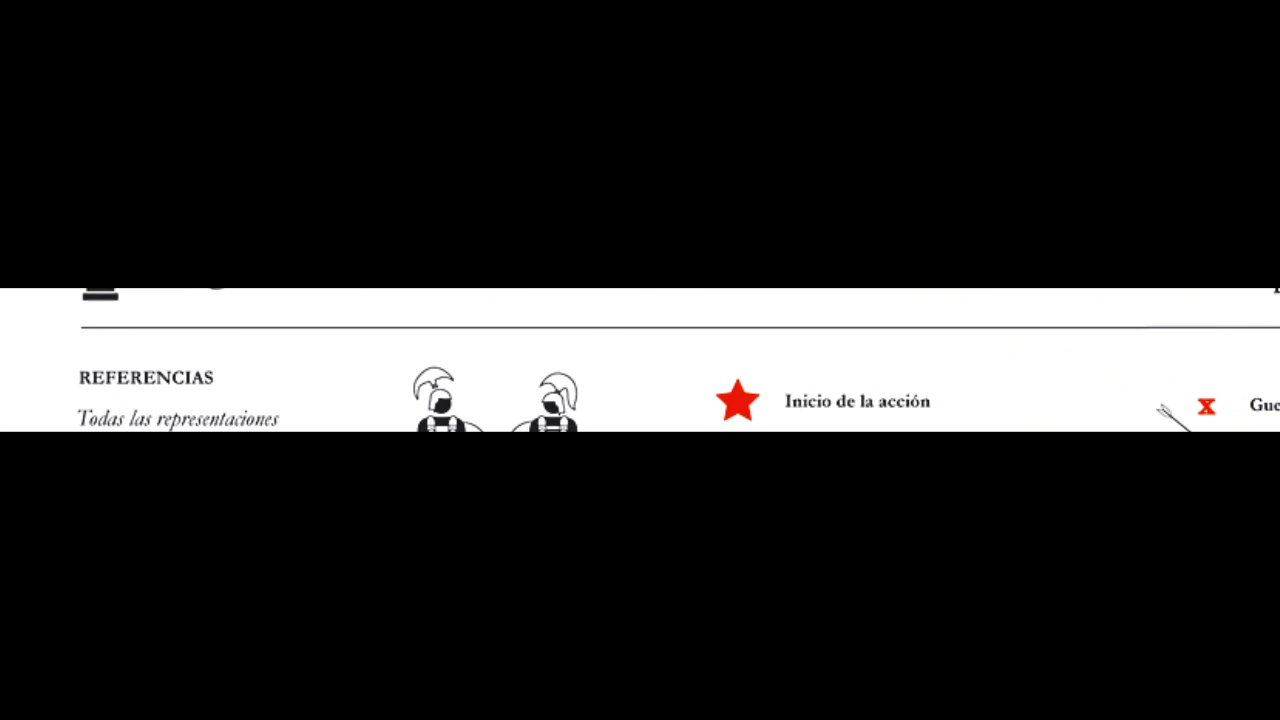 REFERENCIAS
Todas las representaciones
Inicio de la acción
x